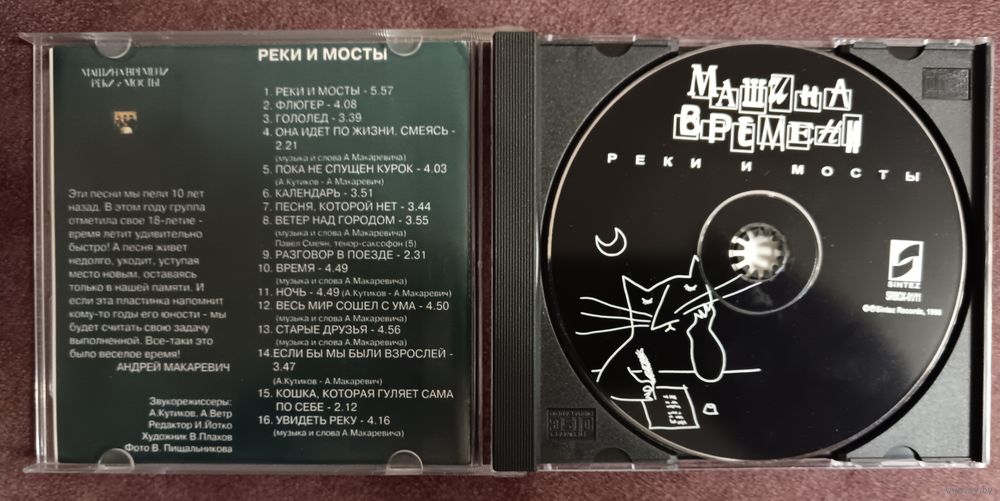 МАШИНА ВРЕМЕНИ
РЕКИ и МОСТЫ
Эти песни мы пели 10 лет
назад. В этом году группа
отметила свое 18-летие -
время летит удивительно
быстро! А песня живет
недолго, уходит, уступая
место новым, оставаясь
только в нашей памяти. И
если эта пластинка напомнит
кому-то годы его юности - мы
будет считать свою задачу
выполненной. Все-таки это
было веселое время!
АНДРЕЙ МАКАРЕВИЧ
Звукорежиссеры:
А.Кутиков, А.Ветр
Редактор И.Йотко
Художник В.Плахов
Фото В. Пищальникова
РЕКИ И МОСТЫ
1. РЕКИ И МОСТЫ - 5.57
2. ФЛЮГЕР - 4.08
3. ГОЛОЛЕД - 3.39
4. ОНА ИДЕТ ПО ЖИЗНИ, СМЕЯСЬ -
2.21
(музыка и слова А.Макаревича)
5. ПОКА НЕ СПУЩЕН КУРОК - 4.03
(А.Кутиков - А.Макаревич)
6. КАЛЕНДАРЬ - 3.51
7. ПЕСНЯ, КОТОРОЙ НЕТ - 3.44
8. ВЕТЕР НАД ГОРОДОМ - 3.55
(музыка и слова А.Макаревича)
Павел Смеян, тенор-саксофон (5)
9. РАЗГОВОР В ПОЕЗДЕ - 2.31
10. ВРЕМЯ - 4.49
(музыка и слова А.Макаревича)
11. НОЧЬ - 4.49 (А.Кутиков - А.Макаревич)
12. ВЕСЬ МИР СОШЕЛ С УМА - 4.50
(музыка и слова А.Макаревича)
13. СТАРЫЕ ДРУЗЬЯ - 4.56
(музыка и слова А.Макаревича)
14.ЕСЛИ БЫ МЫ БЫЛИ ВЗРОСЛЕЙ -
3.47
(А.Кутиков - А.Макаревич)
15. КОШКА, КОТОРАЯ ГУЛЯЕТ САМА
ПО СЕБЕ - 2.12
16. УВИДЕТЬ РЕКУ - 4.16
(музыка и слова А.Макаревича)
МАШИНА
ВРЕМЕНИ
РЕКИ И МОСТЫ
SINTEZ
SRBOX-01/11
Sintez Records, 1996